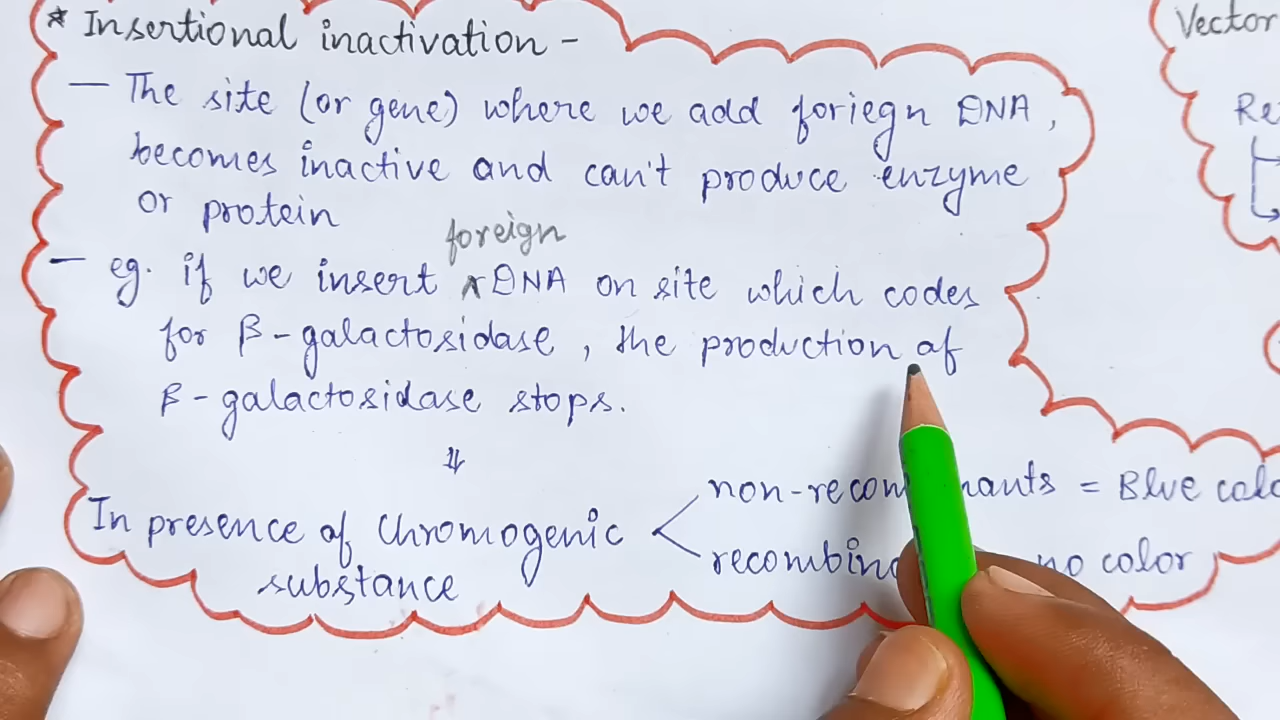 * Insertional inactivation -
— The site (or gene) where we add foriegn DNA,
becomes inactive and can't produce enzyme
or protein
foreign
- eg. if we insert ^ DNA on site which codes
for β-galactosidase, the production of
β-galactosidase stops.
⇓
In presence of Chromogenic
substance
non-recom nants = Blue colo
recombina no color
Vector
Re